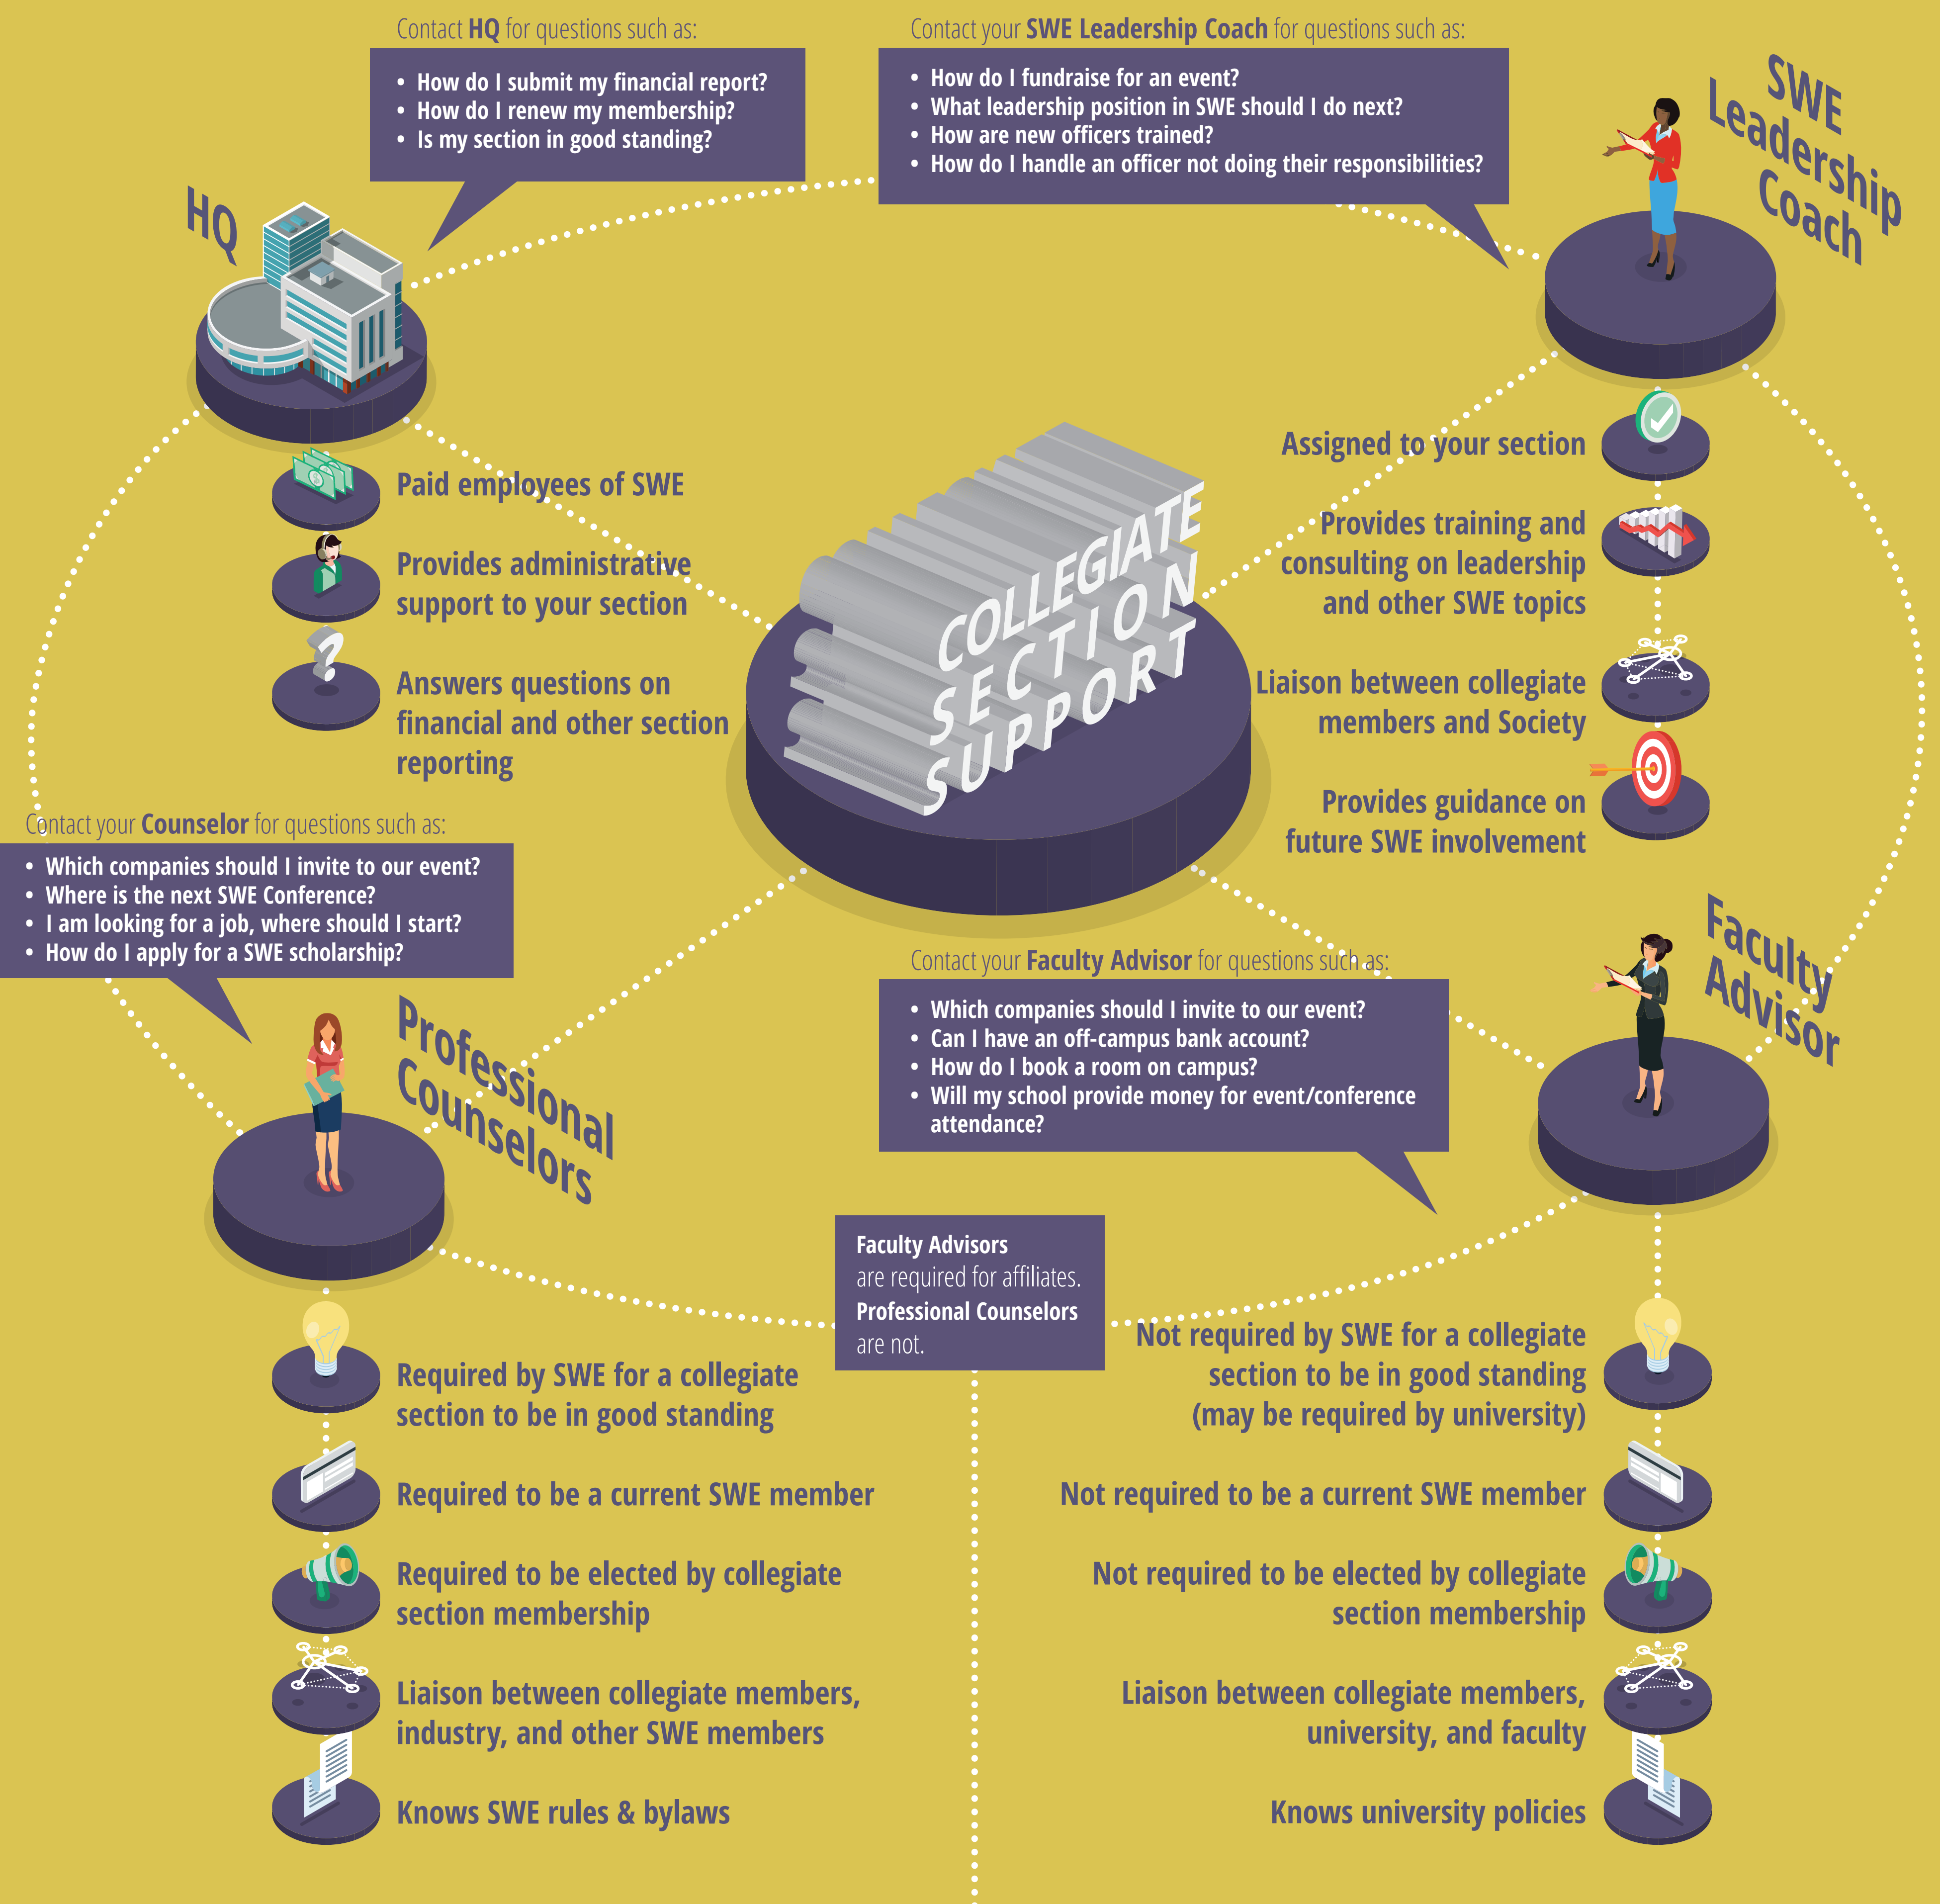 Contact HQ for questions such as:
• How do I submit my financial report?
• How do I renew my membership?
• Is my section in good standing?
HQ
Paid employees of SWE
Provides administrative
support to your section
Answers questions on
financial and other section
reporting
Contact your SWE Leadership Coach for questions such as:
• How do I fundraise for an event?
• What leadership position in SWE should I do next?
• How are new officers trained?
• How do I handle an officer not doing their responsibilities?
SWE
Leadership
Coach
Assigned to your section
Provides training and
consulting on leadership
and other SWE topics
Liaison between collegiate
members and Society
Provides guidance on
future SWE involvement
COLLEGIATE
SECTION
SUPPORT
Contact your Counselor for questions such as:
• Which companies should I invite to our event?
• Where is the next SWE Conference?
• I am looking for a job, where should I start?
• How do I apply for a SWE scholarship?
Professional
Counselors
Required by SWE for a collegiate
section to be in good standing
Required to be a current SWE member
Required to be elected by collegiate
section membership
Liaison between collegiate members,
industry, and other SWE members
Knows SWE rules & bylaws
Faculty Advisors
are required for affiliates.
Professional Counselors
are not.
Contact your Faculty Advisor for questions such as:
• Which companies should I invite to our event?
• Can I have an off-campus bank account?
• How do I book a room on campus?
• Will my school provide money for event/conference
attendance?
Faculty
Advisor
Not required by SWE for a collegiate
section to be in good standing
(may be required by university)
Not required to be a current SWE member
Not required to be elected by collegiate
section membership
Liaison between collegiate members,
university, and faculty
Knows university policies